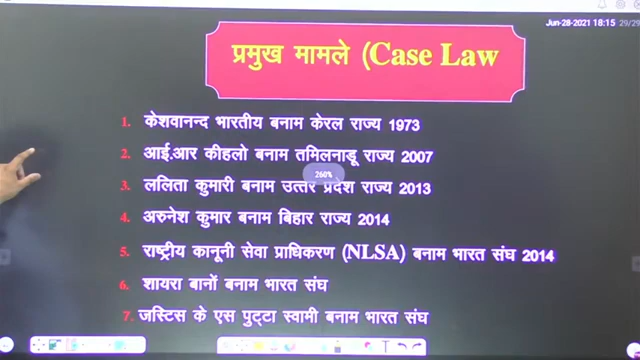 Jun-28-2021 18:15 29/29
प्रमुख मामले (Case Law
1. केशवानन्द भारतीय बनाम केरल राज्य 1973
2. आई.आर कीहलो बनाम तमिलनाडू राज्य 2007
260%
3. ललिता कुमारी बनाम उत्तर प्रदेश राज्य 2013
4. अरुनेश कुमार बनाम बिहार राज्य 2014
5. राष्ट्रीय कानूनी सेवा प्राधिकरण (NLSA) बनाम भारत संघ 2014
6. शायरा बानों बनाम भारत संघ
7. जस्टिस के एस पुट्टा स्वामी बनाम भारत संघ